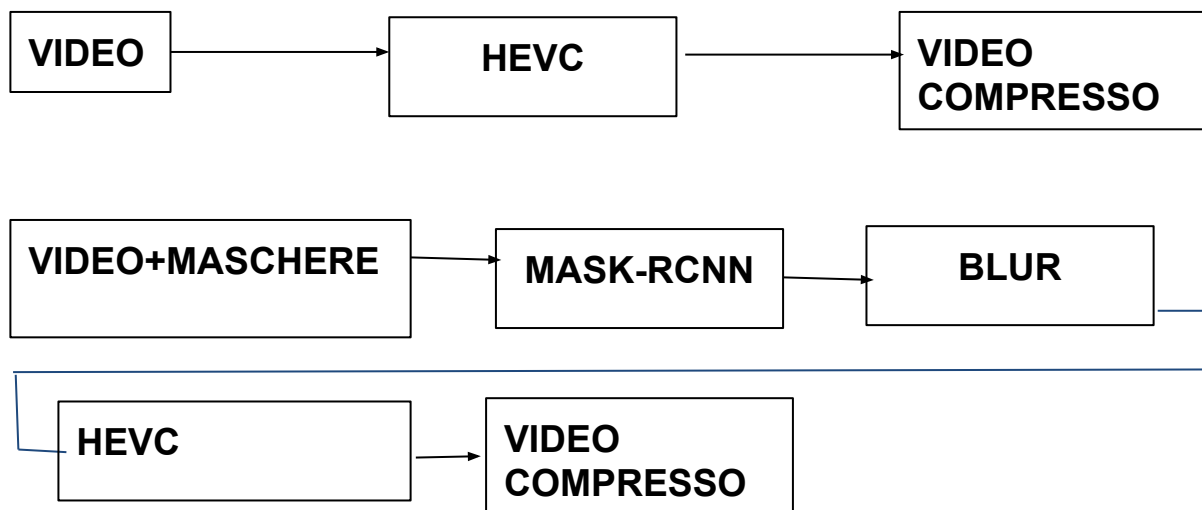 VIDEO
HEVC
VIDEO
COMPRESSO
VIDEO+MASCHERE
MASK-RCNN
BLUR
HEVC
VIDEO
COMPRESSO